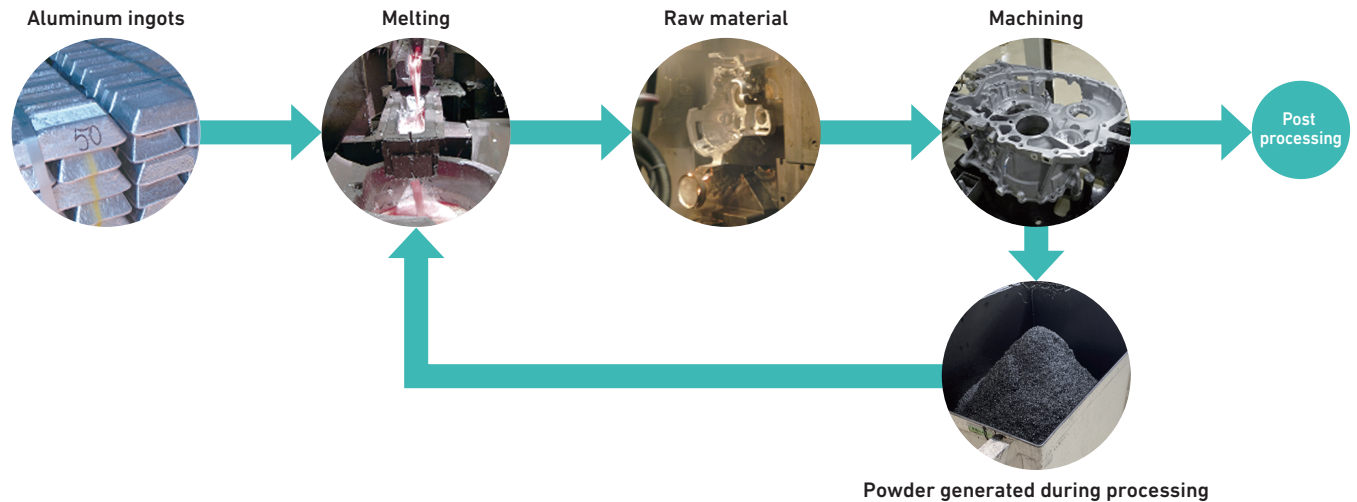 Aluminum ingots
Melting
Raw material
Machining
50
Post
processing
Powder generated during processing